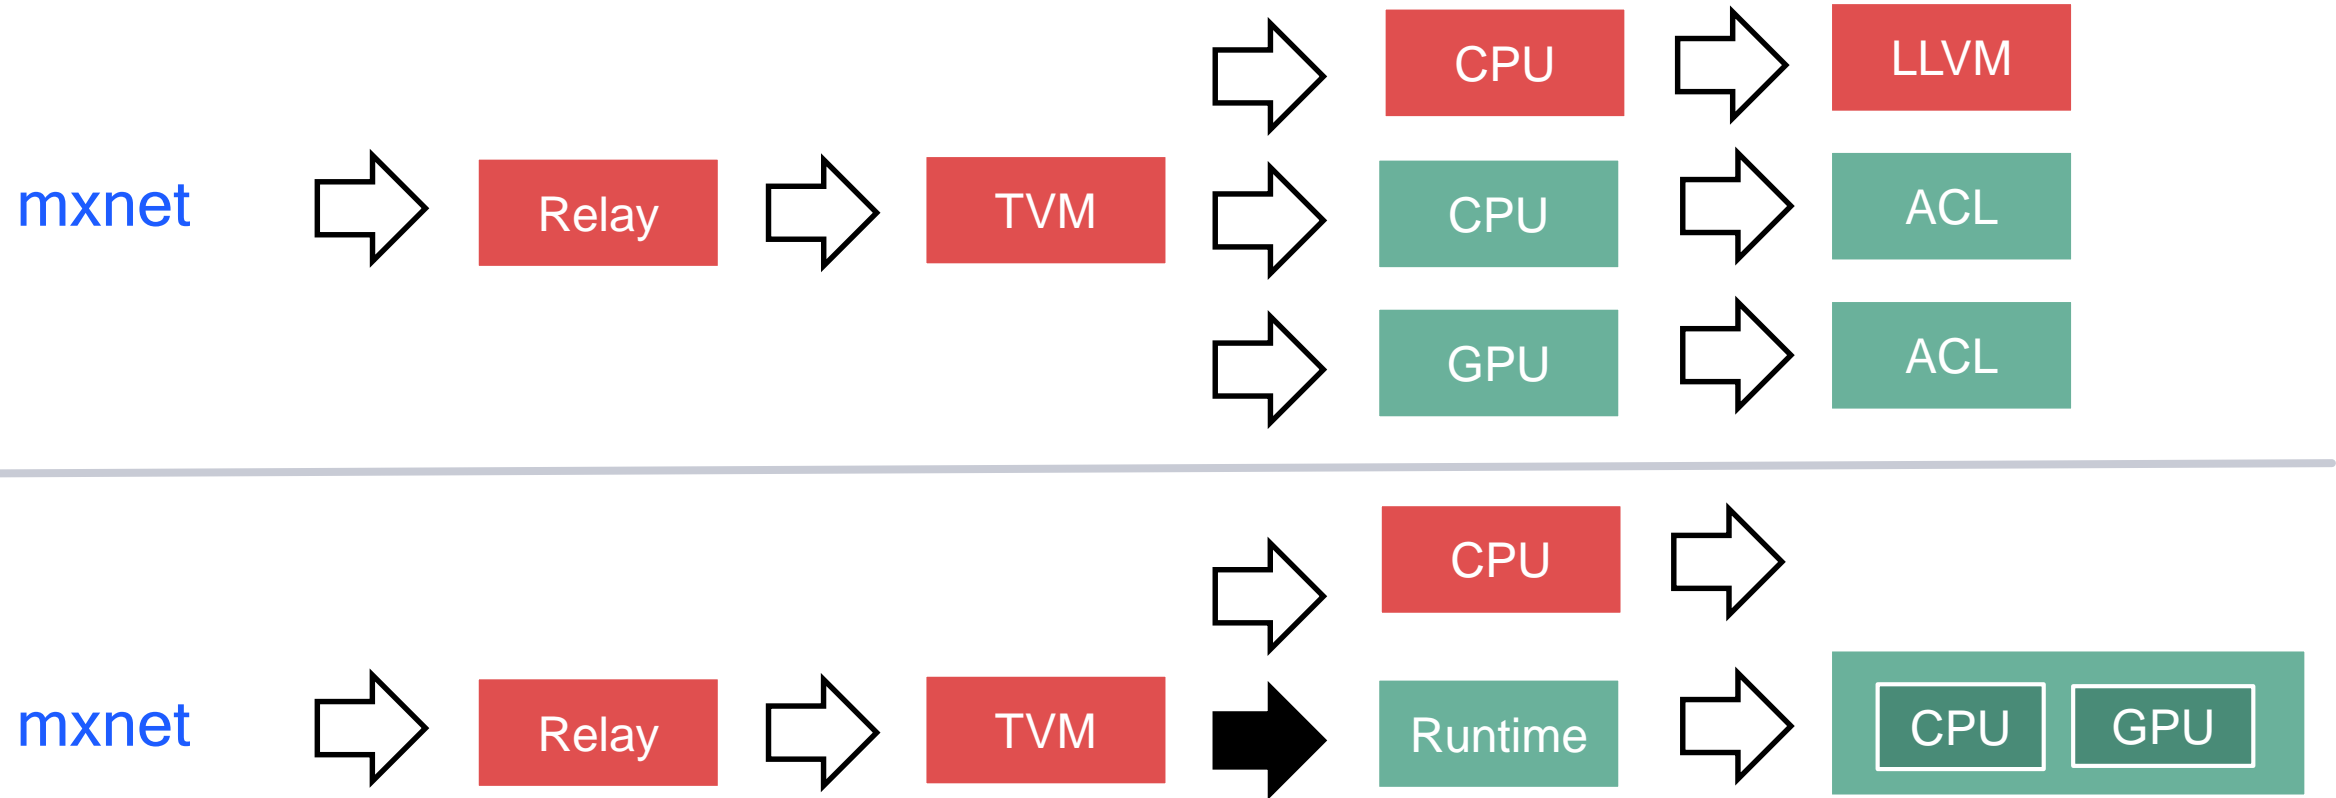 CPU
LLVM
mxnet
Relay
TVM
CPU
ACL
GPU
ACL
CPU
mxnet
Relay
TVM
Runtime
CPU
GPU